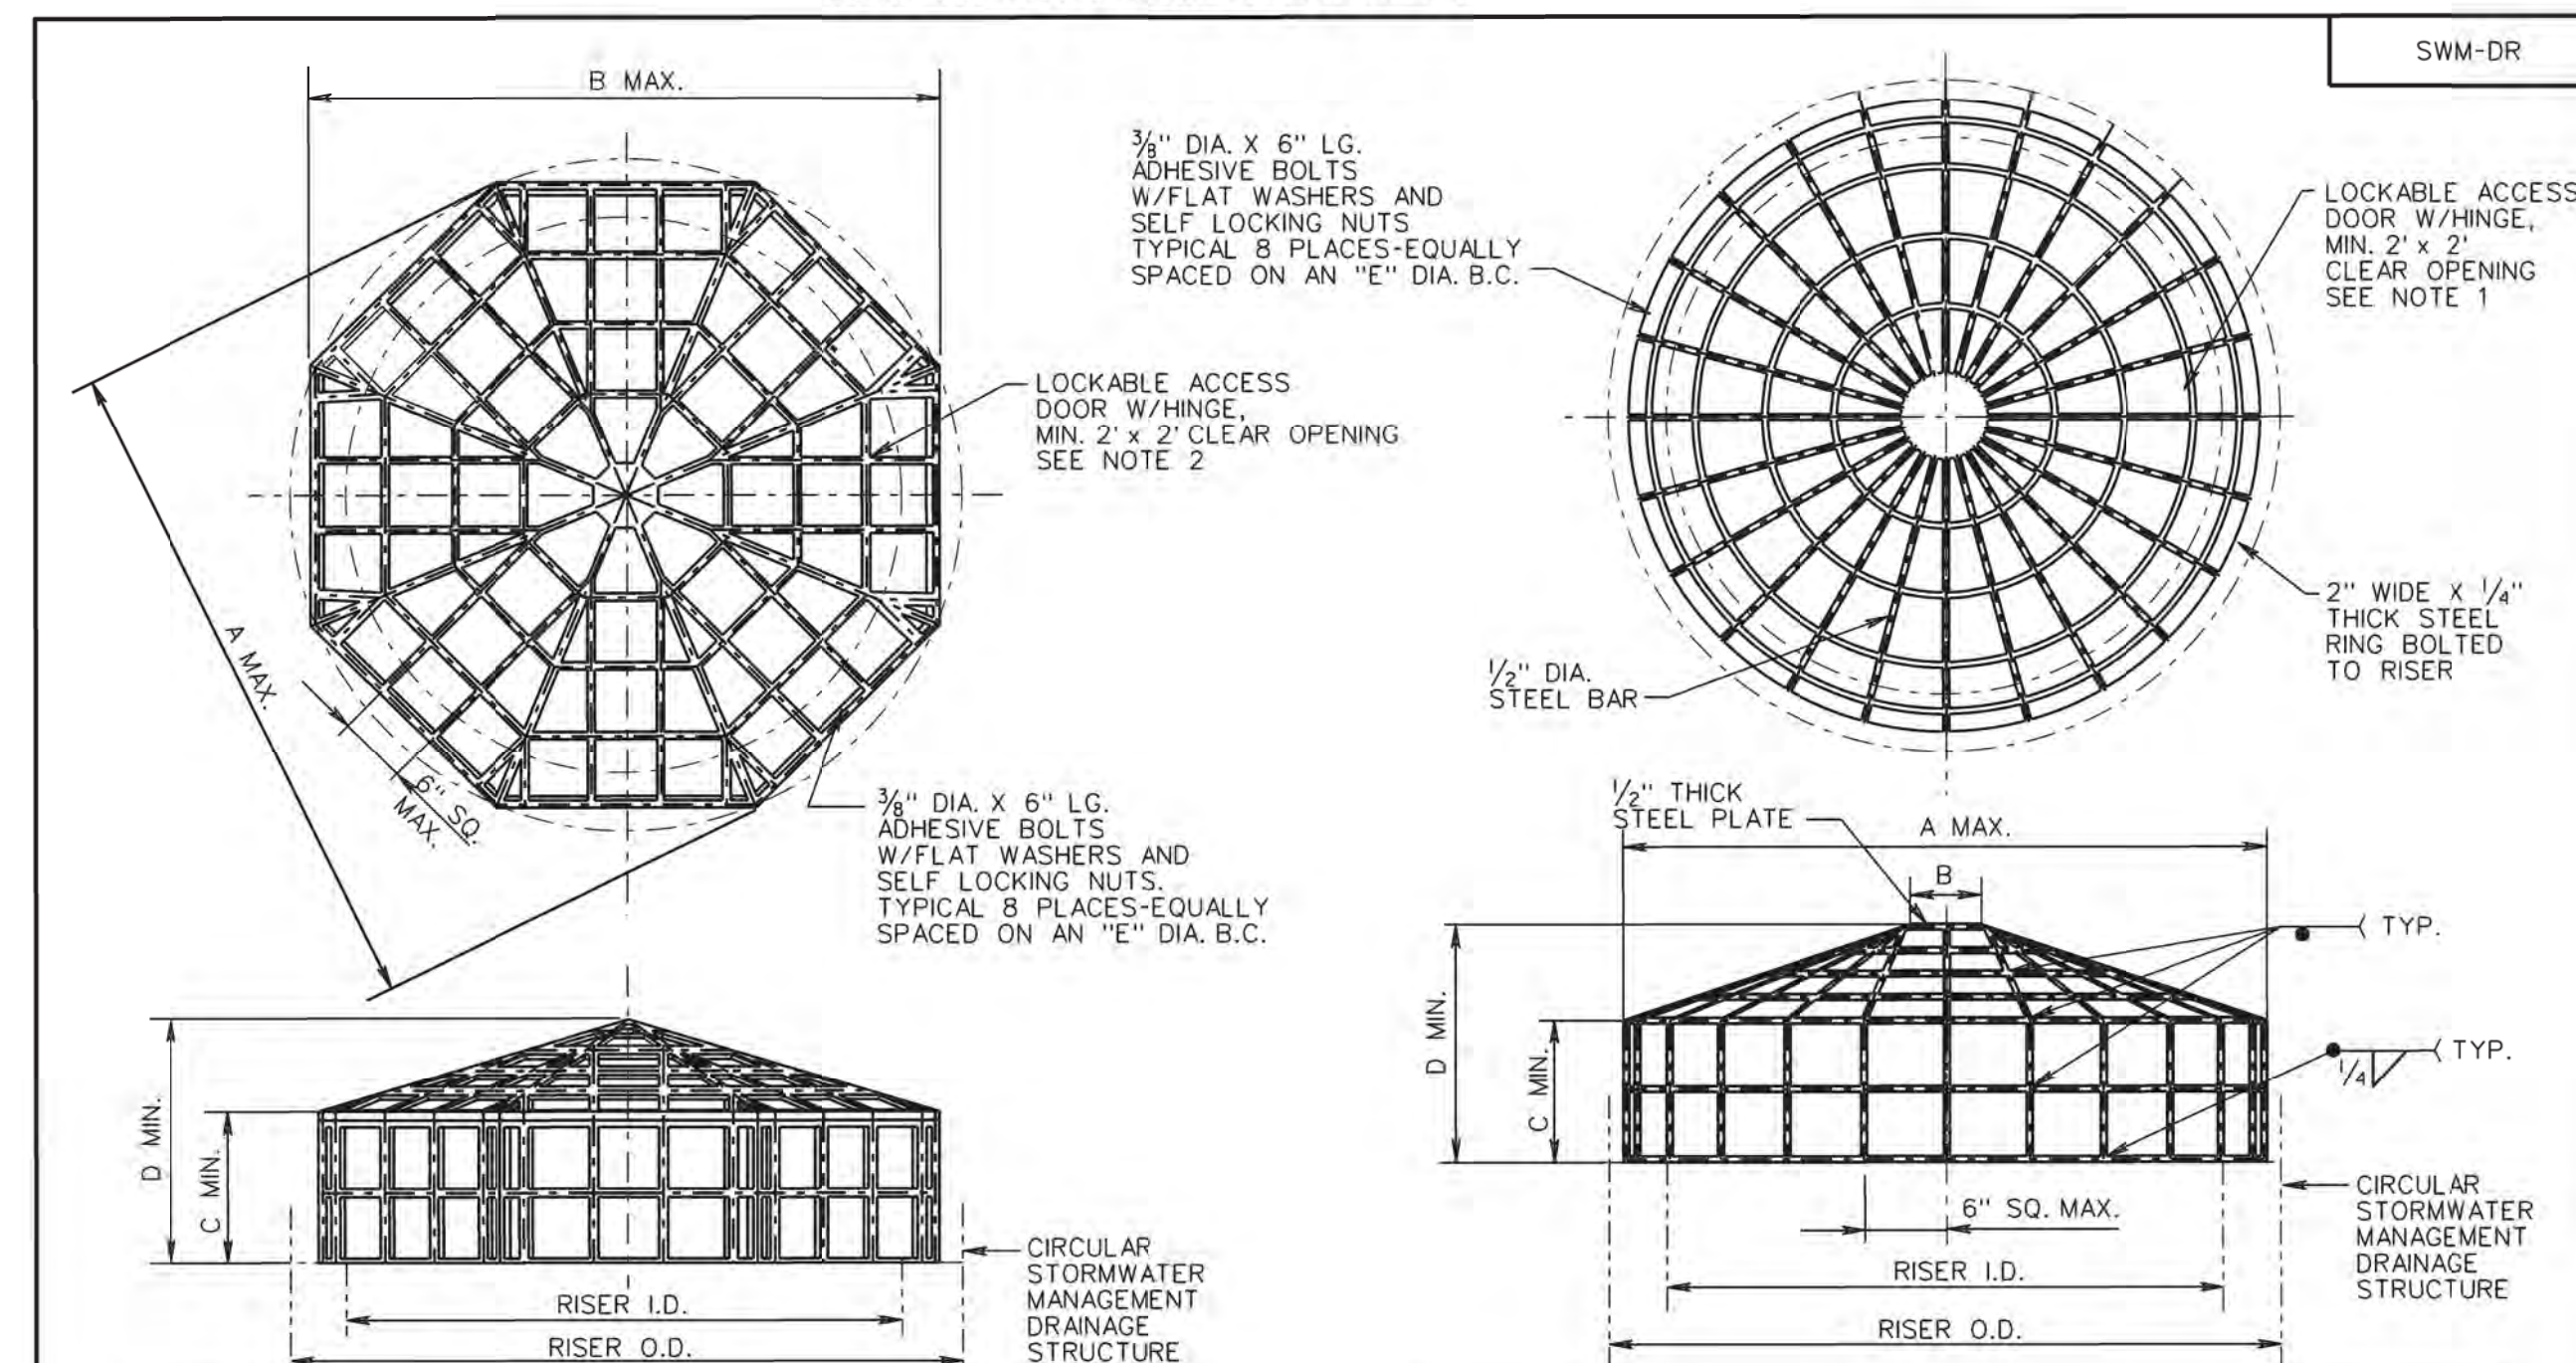 SWM-DR
B MAX.
3/8" DIA. X 6" LG.
ADHESIVE BOLTS
W/FLAT WASHERS AND
SELF LOCKING NUTS
TYPICAL 8 PLACES-EQUALLY
SPACED ON AN "E" DIA. B.C.
LOCKABLE ACCESS
DOOR W/HINGE,
MIN. 2' x 2'
CLEAR OPENING
SEE NOTE 1
LOCKABLE ACCESS
DOOR W/HINGE,
MIN. 2' x 2' CLEAR OPENING
SEE NOTE 2
2" WIDE X 1/4"
THICK STEEL
RING BOLTED
TO RISER
A MAX.
1/2" DIA.
STEEL BAR
6" SQ.
MAX.
3/8" DIA. X 6" LG.
ADHESIVE BOLTS
W/FLAT WASHERS AND
SELF LOCKING NUTS.
TYPICAL 8 PLACES-EQUALLY
SPACED ON AN "E" DIA. B.C.
1/2" THICK
STEEL PLATE
A MAX.
B
TYP.
D MIN.
C MIN.
1/4
TYP.
D MIN.
C MIN.
6" SQ. MAX.
CIRCULAR
STORMWATER
MANAGEMENT
DRAINAGE
STRUCTURE
RISER I.D.
RISER O.D.
CIRCULAR
STORMWATER
MANAGEMENT
DRAINAGE
STRUCTURE
RISER I.D.
RISER O.D.